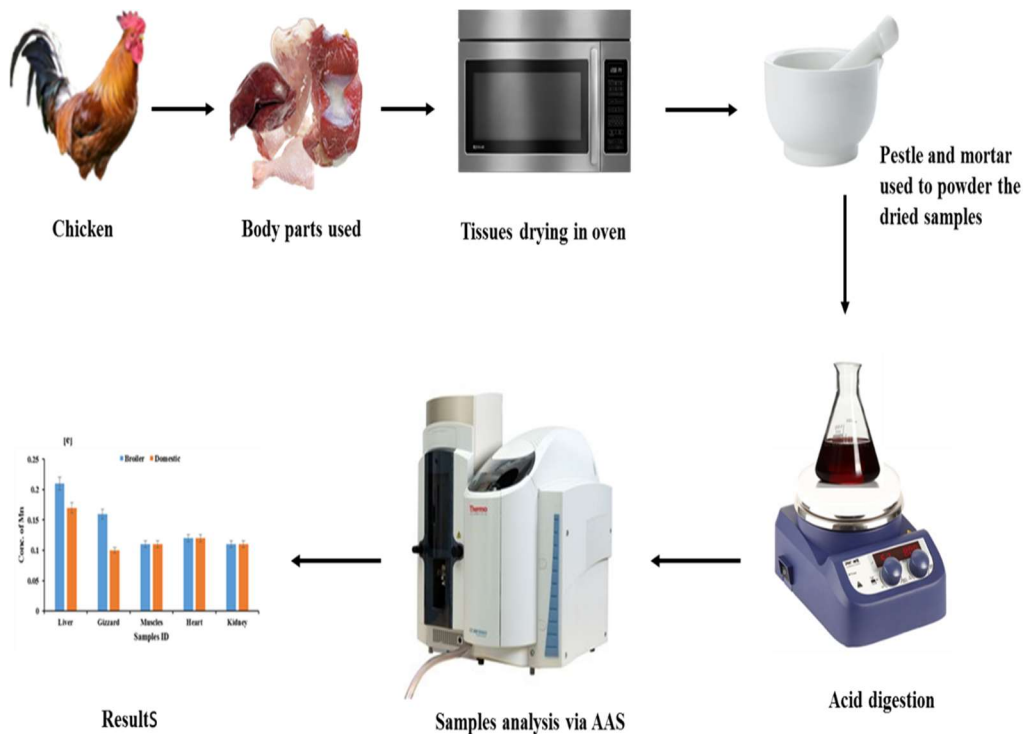 Chicken
Body parts used
Tissues drying in oven
Pestle and mortar
used to powder the
dried samples
Acid digestion
Samples analysis via AAS
Thermo
[e]
Broiler Domestic
0.25
0.2
0.15
0.1
0.05
0
Conc. of Mn
Liver Gizzard Muscles Heart Kidney
Samples ID
Results